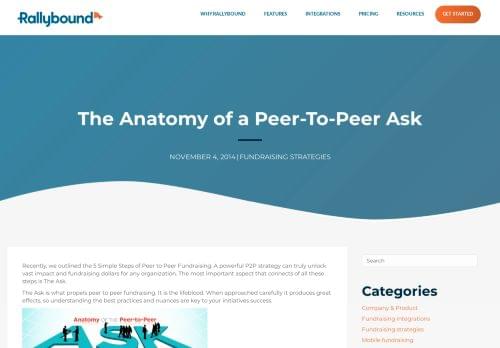 Rallybound
WHY RALLYBOUND
FEATURES
INTEGRATIONS
PRICING
RESOURCES
GET STARTED
The Anatomy of a Peer-To-Peer Ask
NOVEMBER 4, 2014 | FUNDRAISING STRATEGIES
Recently, we outlined the 5 Simple Steps of Peer to Peer Fundraising. A powerful P2P strategy can truly unlock
vast impact and fundraising dollars for any organization. The most important aspect that connects of all these
steps is The Ask.
The Ask is what propels peer to peer fundraising. It is the lifeblood. When approached carefully it produces great
effects, so understanding the best practices and nuances are key to your initiatives success.
Anatomy OF THE Peer-to-Peer
ASK
Search
Categories
Company & Product
Fundraising integrations
Fundraising strategies
Mobile fundraising